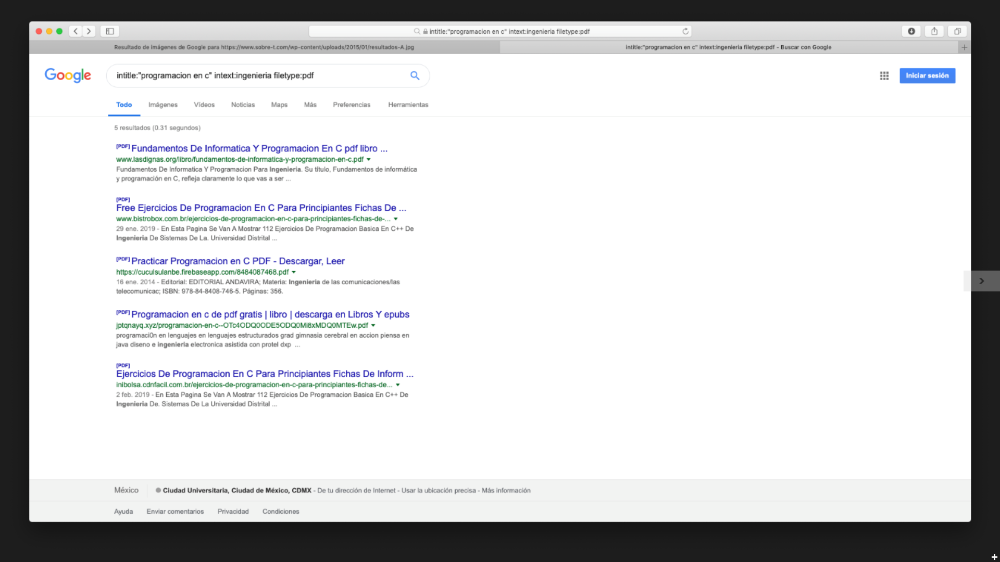 intitle:"programacion en c" intext:ingenieria filetype:pdf
Resultado de imágenes de Google para https://www.sobre-t.com/wp-content/uploads/2015/01/resultados-A.jpg
intitle:"programacion en c" intext:ingenieria filetype:pdf - Buscar con Google
Google
intitle:"programacion en c" intext:ingenieria filetype:pdf
Iniciar sesión
Todo Imágenes Vídeos Noticias Maps Más Preferencias Herramientas
5 resultados (0.31 segundos)
[PDF] Fundamentos De Informatica Y Programacion En C pdf libro ...
www.lasdignas.org/libro/fundamentos-de-informatica-y-programacion-en-c.pdf
Fundamentos De Informatica Y Programacion Para Ingenieria. Su título, Fundamentos de informática
y programación en C, refleja claramente lo que vas a ser ...
[PDF]
Free Ejercicios De Programacion En C Para Principiantes Fichas De ...
www.bistrobox.com.br/ejercicios-de-programacion-en-c-para-principiantes-fichas-de-...
29 ene. 2019 - En Esta Pagina Se Van A Mostrar 112 Ejercicios De Programacion Basica En C++ De
Ingenieria De Sistemas De La. Universidad Distrital ...
[PDF] Practicar Programacion en C PDF - Descargar, Leer
https://cuculsulanbe.firebaseapp.com/8484087468.pdf
16 ene. 2014 - Editorial: EDITORIAL ANDAVIRA; Materia: Ingenieria de las comunicaciones/las
telecomunicac; ISBN: 978-84-8408-746-5. Páginas: 356.
[PDF] Programacion en c de pdf gratis | libro | descarga en Libros Y epubs
jptqnayq.xyz/programacion-en-c--OTc4ODQ0ODE5ODQ0Mi8xMDQ0MTEw.pdf
programaci0n en lenguajes en lenguajes estructurados grad gimnasia cerebral en accion piensa en
java diseno e ingenieria electronica asistida con protel dxp ...
[PDF]
Ejercicios De Programacion En C Para Principiantes Fichas De Inform ...
inibolsa.cdnfacil.com.br/ejercicios-de-programacion-en-c-para-principiantes-fichas-de...
2 feb. 2019 - En Esta Pagina Se Van A Mostrar 112 Ejercicios De Programacion Basica En C++ De
Ingenieria De. Sistemas De La Universidad Distrital ...
México Ciudad Universitaria, Ciudad de México, CDMX - De tu dirección de Internet - Usar la ubicación precisa - Más información
Ayuda Enviar comentarios Privacidad Condiciones